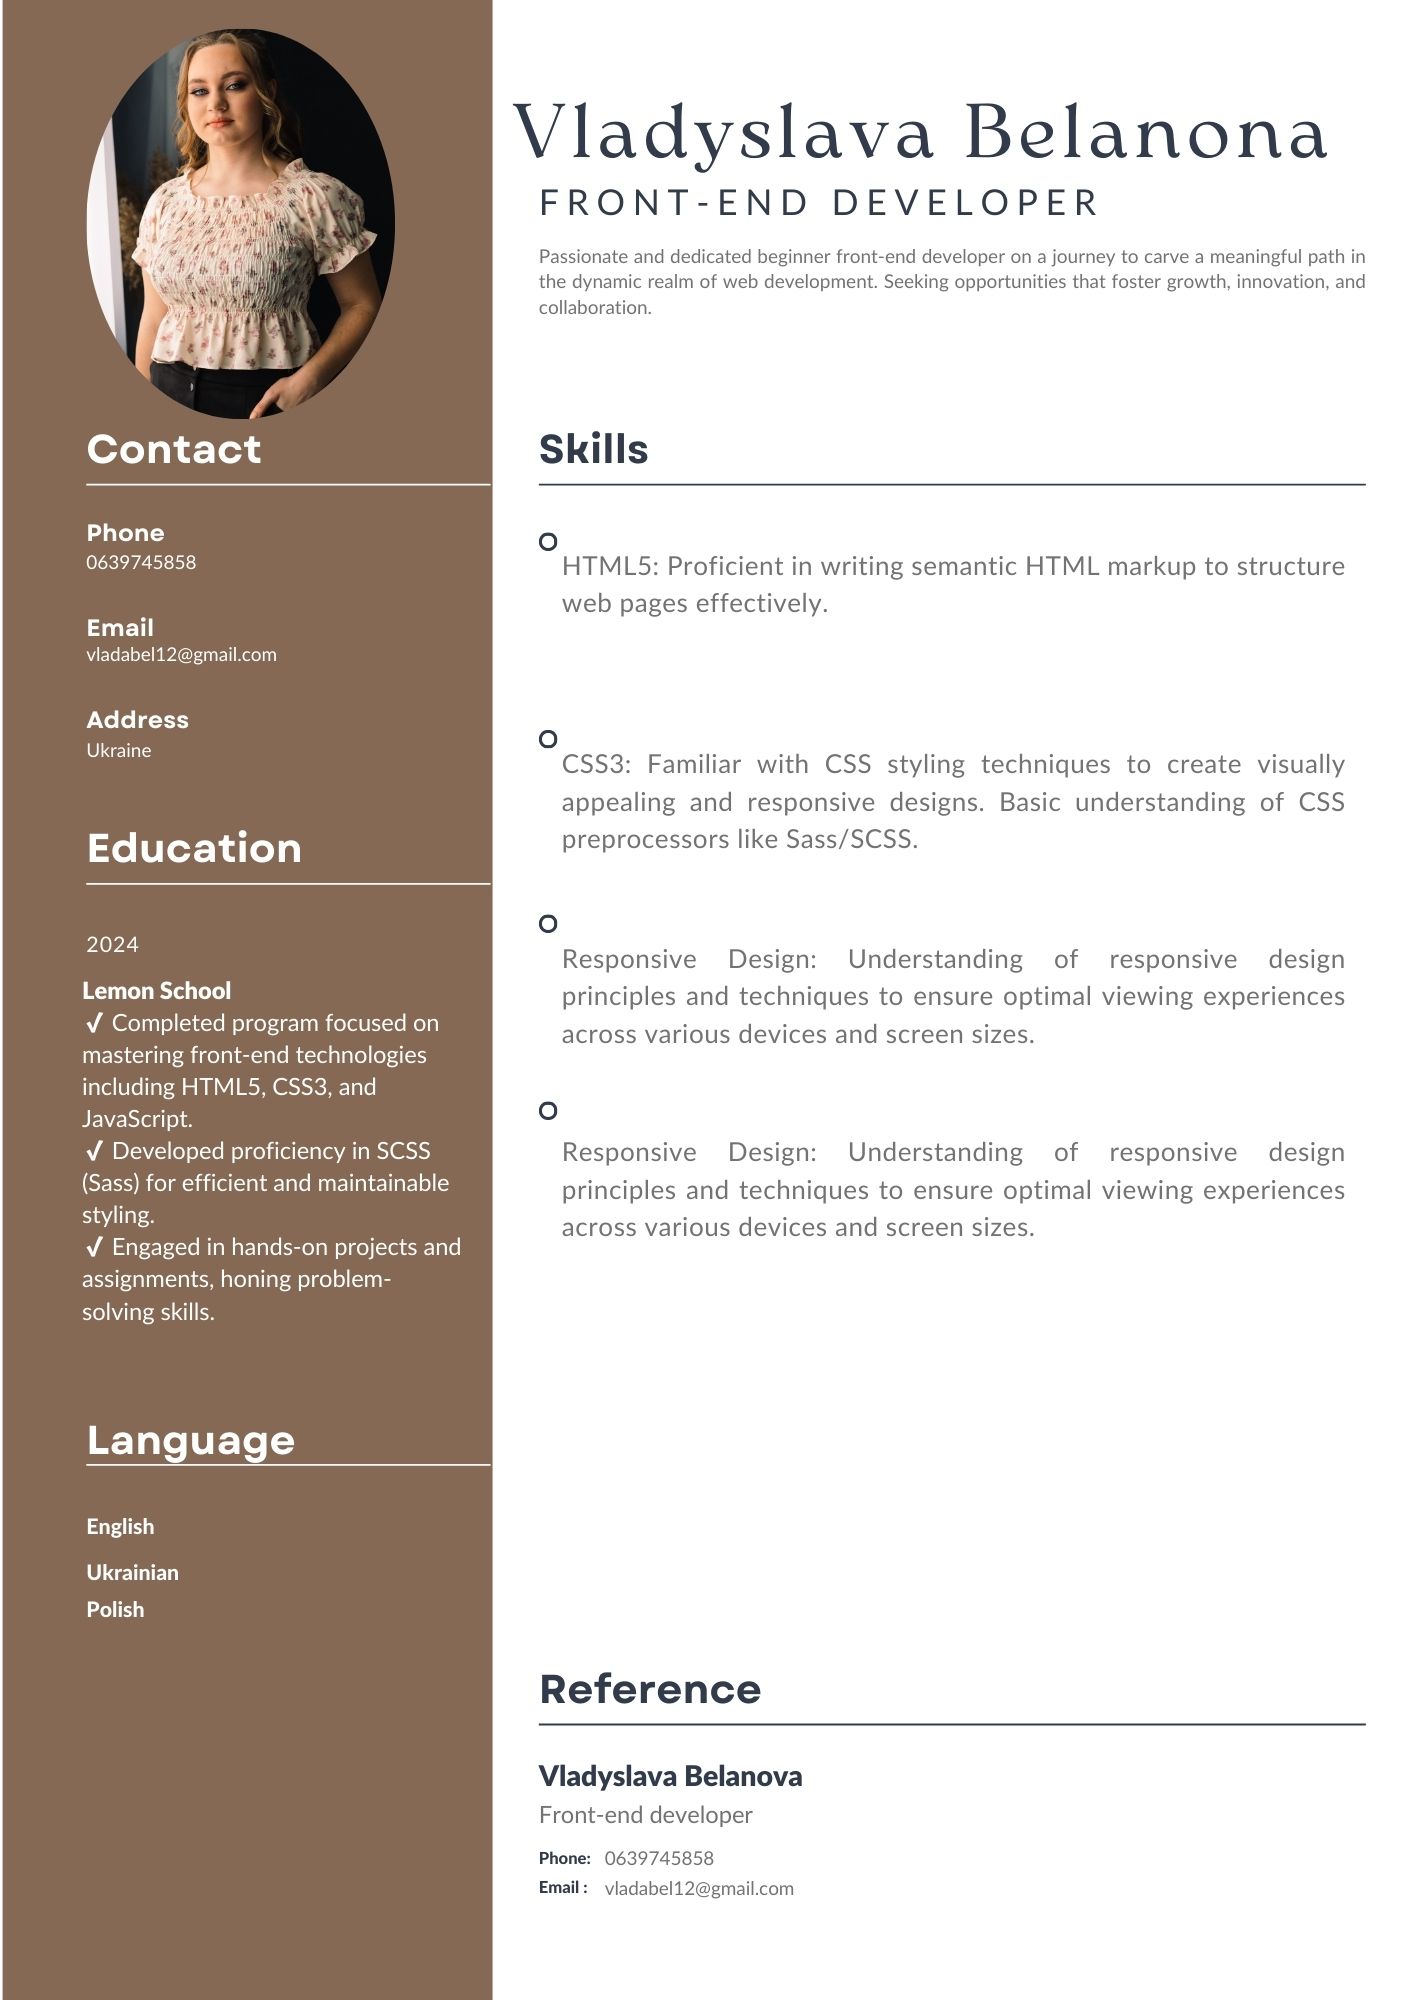 Vladyslava Belanona
FRONT-END DEVELOPER
Passionate and dedicated beginner front-end developer on a journey to carve a meaningful path in
the dynamic realm of web development. Seeking opportunities that foster growth, innovation, and
collaboration.
Contact
Phone
0639745858
Email
vladabel12@gmail.com
Address
Ukraine
Education
2024
Lemon School
✓ Completed program focused on
mastering front-end technologies
including HTML5, CSS3, and
JavaScript.
✓ Developed proficiency in SCSS
(Sass) for efficient and maintainable
styling.
✓ Engaged in hands-on projects and
assignments, honing problem-
solving skills.
Language
English
Ukrainian
Polish
Skills
HTML5: Proficient in writing semantic HTML markup to structure
web pages effectively.
CSS3: Familiar with CSS styling techniques to create visually
appealing and responsive designs. Basic understanding of CSS
preprocessors like Sass/SCSS.
Responsive Design: Understanding of responsive design
principles and techniques to ensure optimal viewing experiences
across various devices and screen sizes.
Responsive Design: Understanding of responsive design
principles and techniques to ensure optimal viewing experiences
across various devices and screen sizes.
Reference
Vladyslava Belanova
Front-end developer
Phone: 0639745858
Email : vladabel12@gmail.com